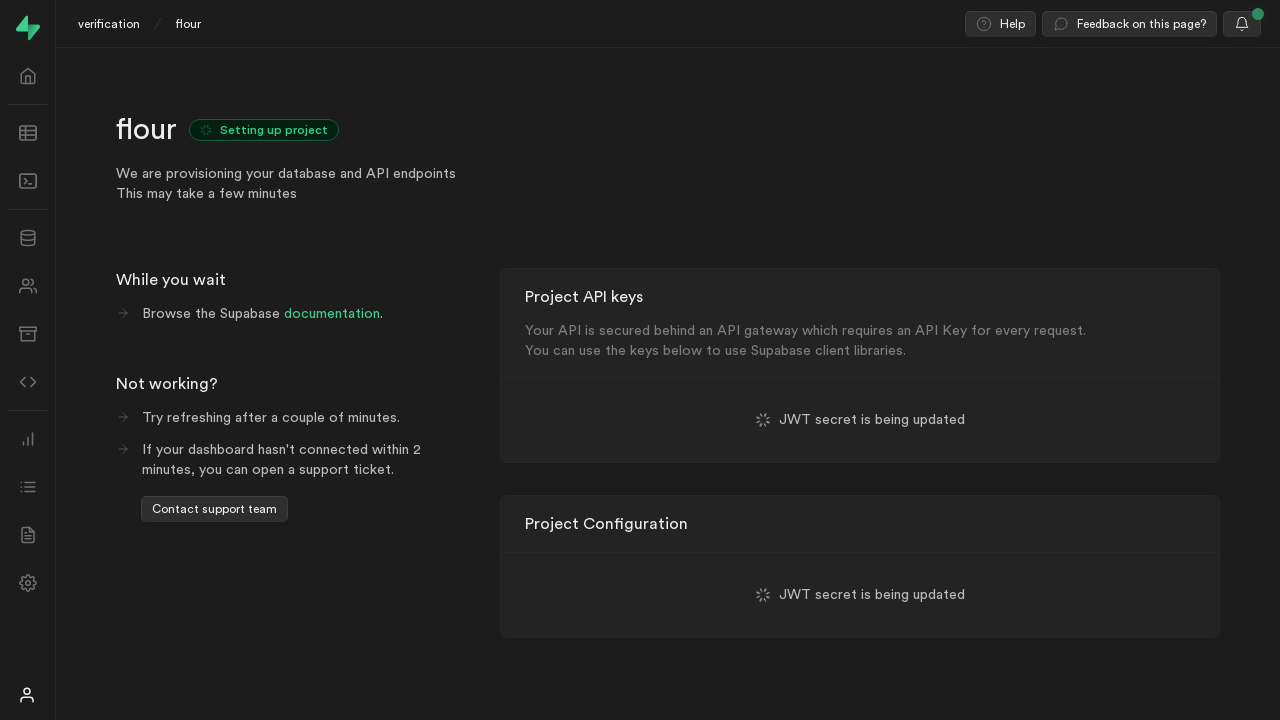 verification / flour
Help
Feedback on this page?
flour
Setting up project
We are provisioning your database and API endpoints
This may take a few minutes
While you wait
Browse the Supabase documentation.
Not working?
Try refreshing after a couple of minutes.
If your dashboard hasn't connected within 2
minutes, you can open a support ticket.
Contact support team
Project API keys
Your API is secured behind an API gateway which requires an API Key for every request.
You can use the keys below to use Supabase client libraries.
JWT secret is being updated
Project Configuration
JWT secret is being updated